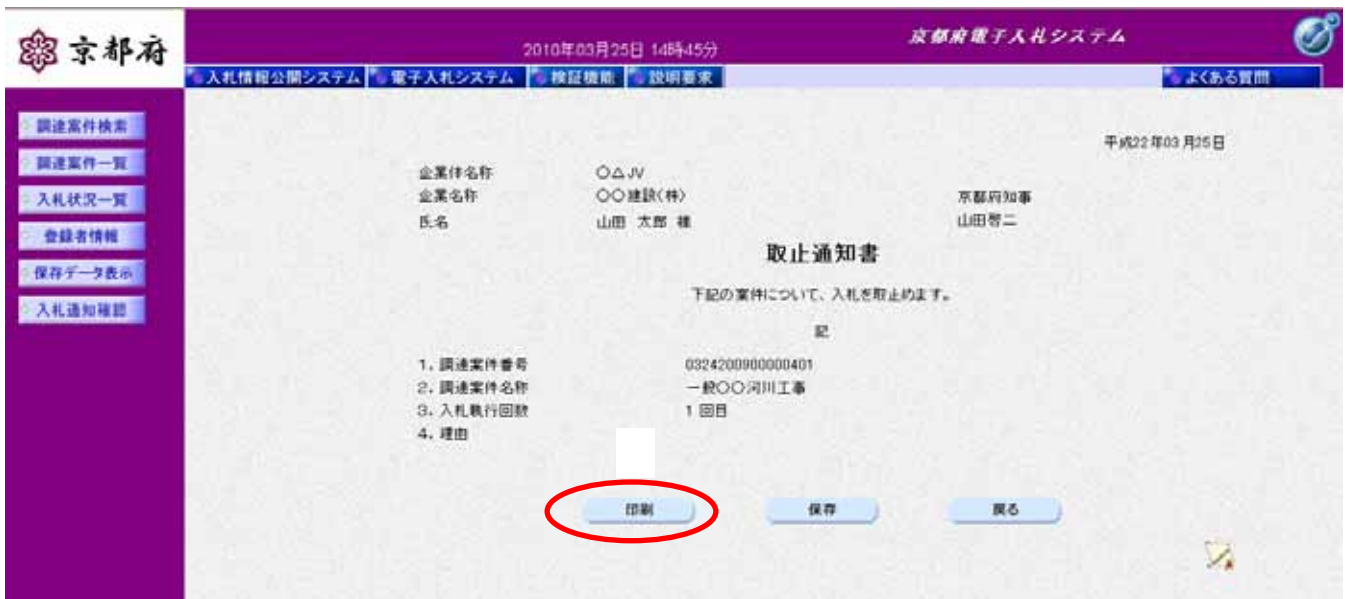 京都府
2010年03月25日 14時45分
京都府電子入札システム
入札情報公開システム 電子入札システム 検証機能 説明要求 よくある質問
調達案件検索
調達案件一覧
入札状況一覧
登録者情報
保存データ表示
入札通知確認
平成22年03月25日
企業体名称 ○△JV
企業名称 ○○建設(株) 京都府知事
氏名 山田 太郎 様 山田啓二
取止通知書
下記の案件について、入札を取止めます。
記
1.調達案件番号 0324200900000401
2.調達案件名称 一般○○河川工事
3.入札執行回数 1回目
4.理由
印刷 保存 戻る